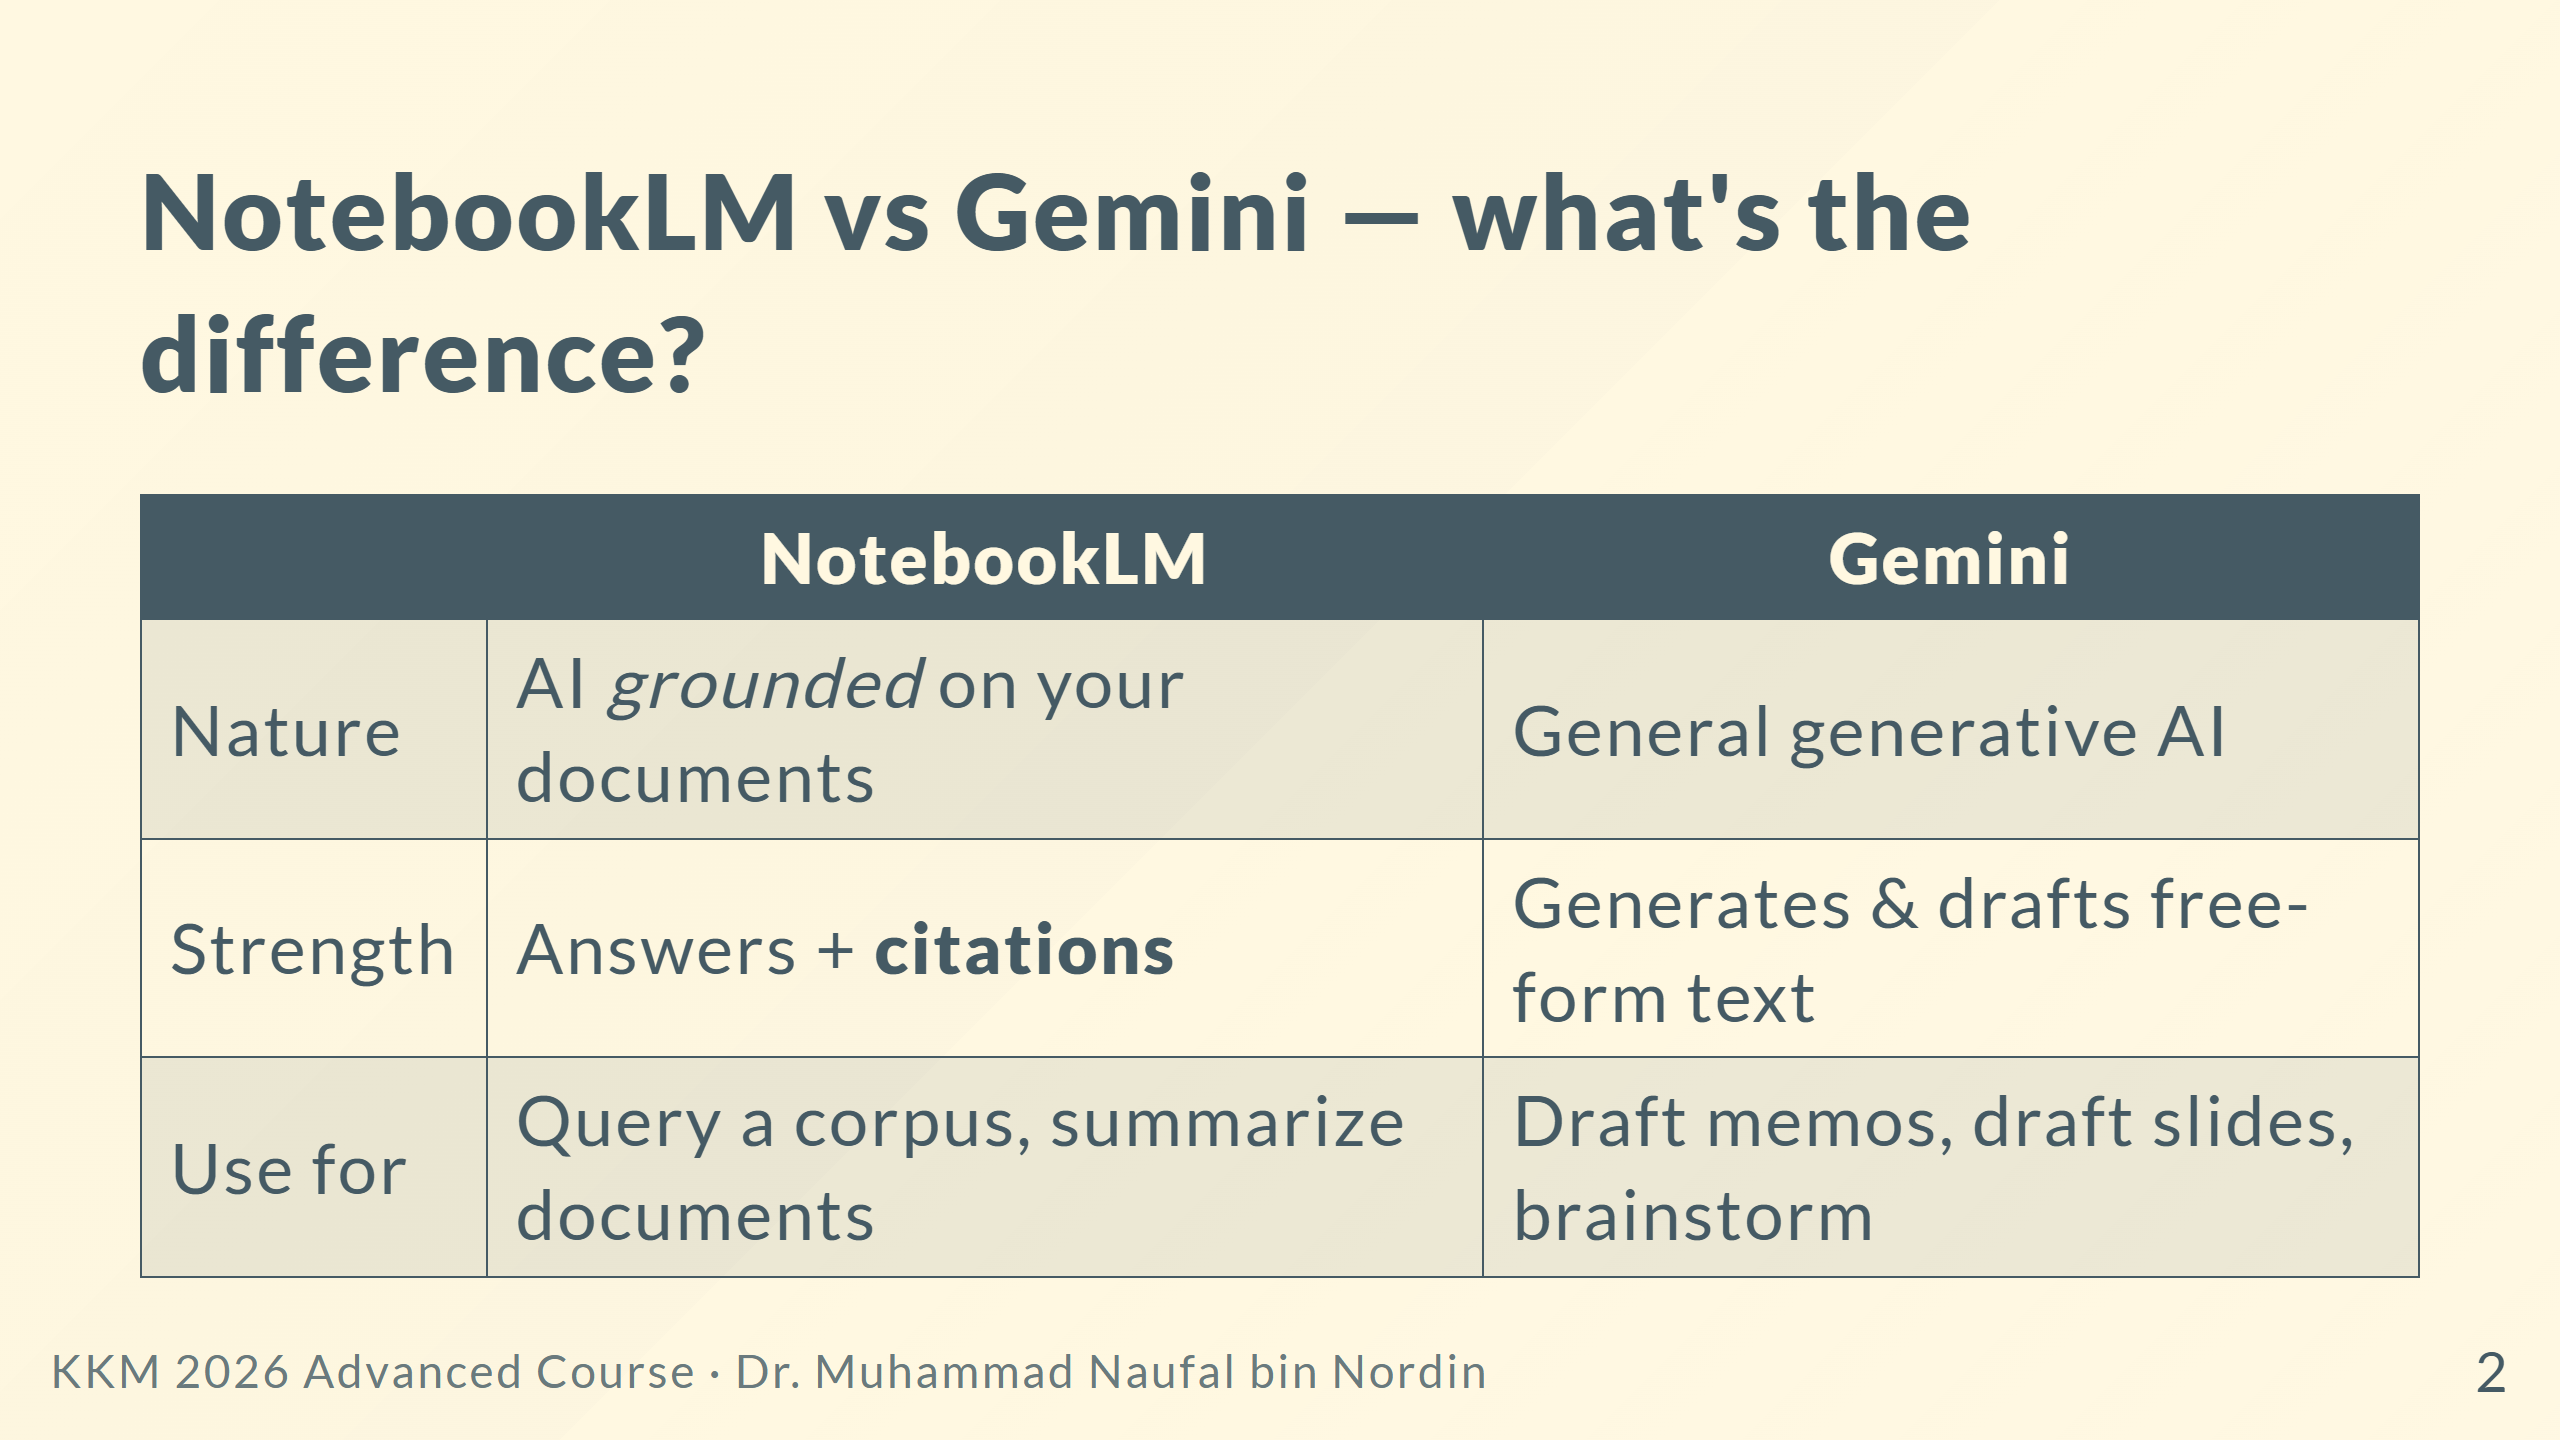 NotebookLM vs Gemini — what's the
difference?
NotebookLM Gemini
Nature
AI grounded on your
documents
General generative AI
Strength
Answers + citations
Generates & drafts free-
form text
Use for
Query a corpus, summarize
documents
Draft memos, draft slides,
brainstorm
KKM 2026 Advanced Course · Dr. Muhammad Naufal bin Nordin
2